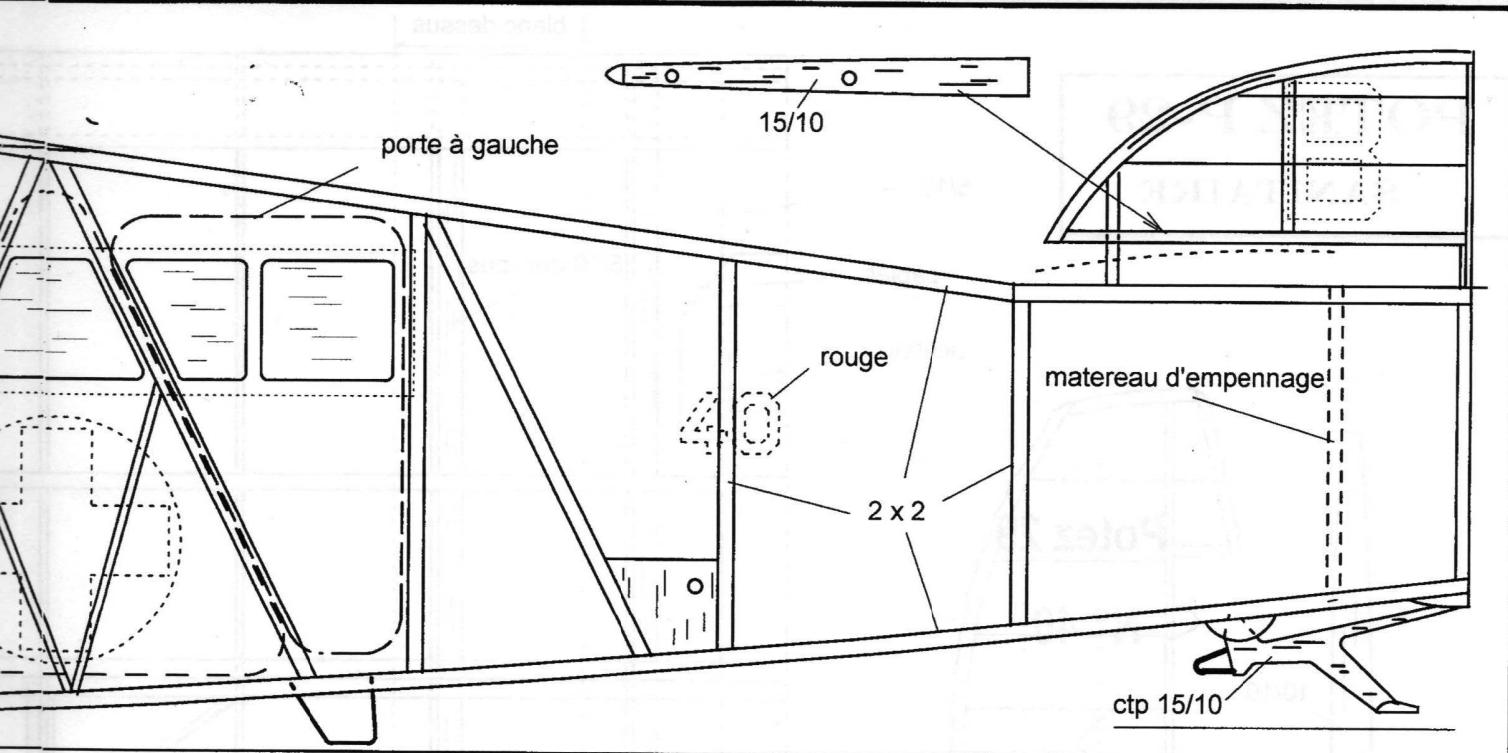 15/10
porte à gauche
B
rouge
40
matereau d'empennage
2 x 2
ctp 15/10